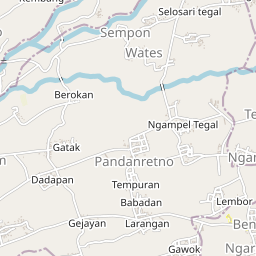 Selosari tegal
Sempon
Wates
Berokan
Ngampel Tegal
Gatak
Pandanretno
Dadapan
Tempuran
Babadan
Lembor
Gejayan
Larangan
Gawok